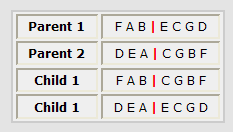 Parent 1 F A B | E C G D
Parent 2 D E A | C G B F
Child 1 F A B | C G B F
Child 1 D E A | E C G D